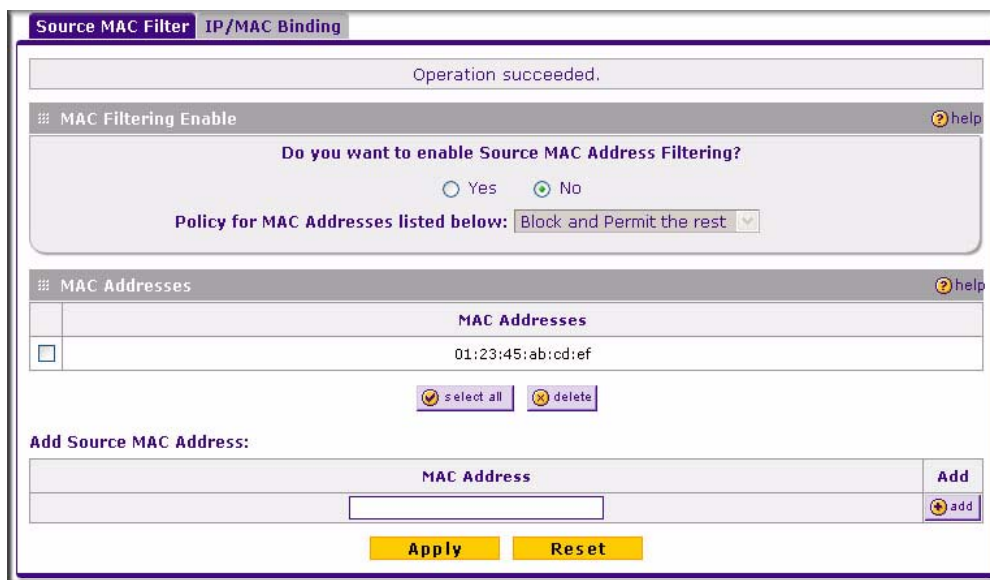 Source MAC Filter IP/MAC Binding
Operation succeeded.
MAC Filtering Enable help
Do you want to enable Source MAC Address Filtering?
Yes No
Policy for MAC Addresses listed below: Block and Permit the rest
MAC Addresses help
MAC Addresses
01:23:45:ab:cd:ef
select all delete
Add Source MAC Address:
MAC Address Add
add
Apply Reset